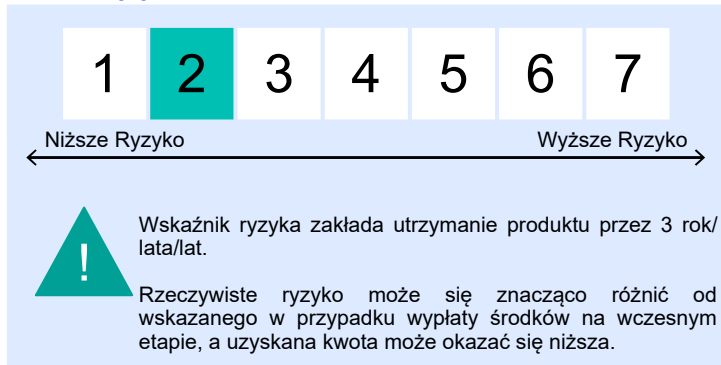 1 2 3 4 5 6 7
Niższe Ryzyko Wyższe Ryzyko
!
Wskaźnik ryzyka zakłada utrzymanie produktu przez 3 rok/
lata/lat.
Rzeczywiste ryzyko może się znacząco różnić od
wskazanego w przypadku wypłaty środków na wczesnym
etapie, a uzyskana kwota może okazać się niższa.